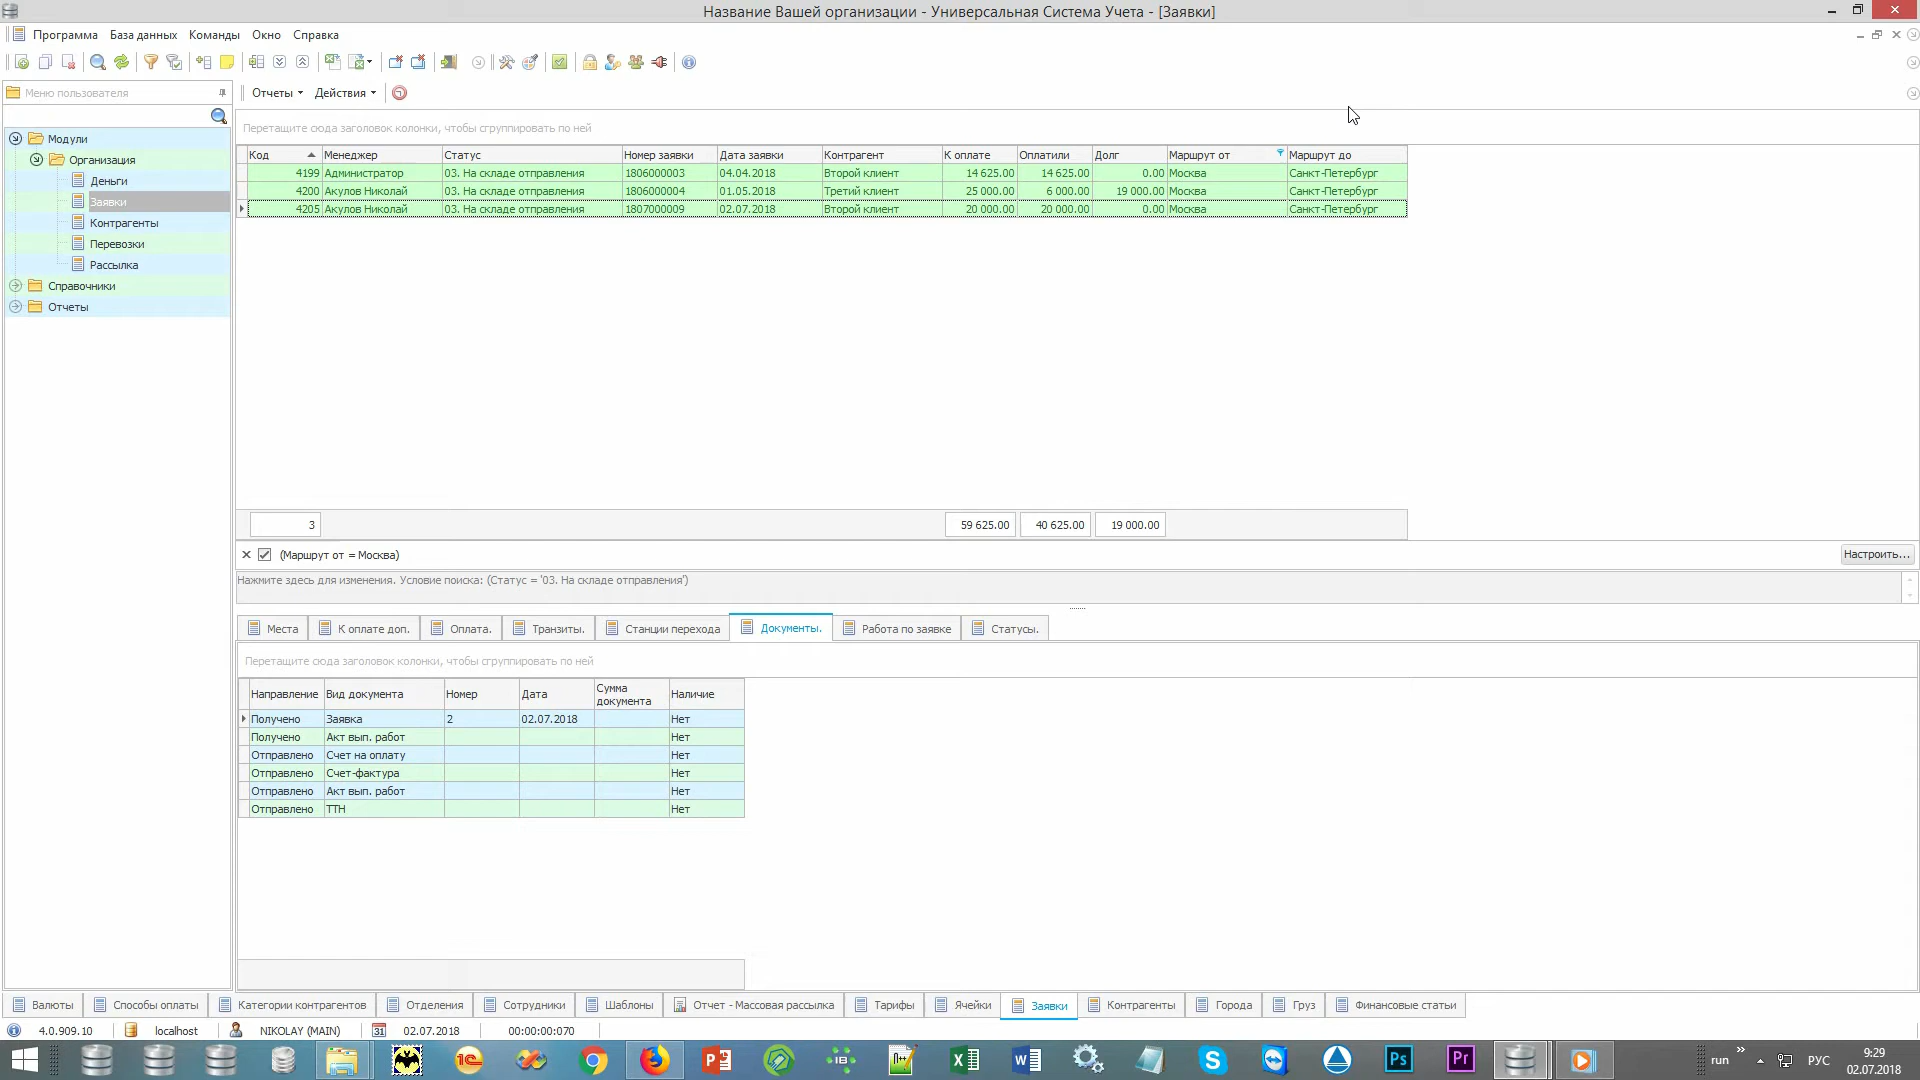 Название Вашей организации - Универсальная Система Учета - [Заявки]
Программа База данных Команды Окно Справка
Меню пользователя
Отчеты Действия
Модули
Организация
Деньги
Заявки
Контрагенты
Перевозки
Рассылка
Справочники
Отчеты
Перетащите сюда заголовок колонки, чтобы сгруппировать по ней
Код Менеджер Статус Номер заявки Дата заявки Контрагент К оплате Оплатили Долг Маршрут от Маршрут до
4199 Администратор 03. На складе отправления 1806000003 04.04.2018 Второй клиент 14 625.00 14 625.00 0.00 Москва Санкт-Петербург
4200 Акулов Николай 03. На складе отправления 1806000004 01.05.2018 Третий клиент 25 000.00 6 000.00 19 000.00 Москва Санкт-Петербург
4205 Акулов Николай 03. На складе отправления 1807000009 02.07.2018 Второй клиент 20 000.00 20 000.00 0.00 Москва Санкт-Петербург
3 59 625.00 40 625.00 19 000.00
(Маршрут от = Москва) Настроить...
Нажмите здесь для изменения. Условие поиска: (Статус = '03. На складе отправления')
Места К оплате доп. Оплата. Транзиты. Станции перехода Документы. Работа по заявке Статусы.
Перетащите сюда заголовок колонки, чтобы сгруппировать по ней
Направление Вид документа Номер Дата Сумма документа Наличие
Получено Заявка 2 02.07.2018 Нет
Получено Акт вып. работ Нет
Отправлено Счет на оплату Нет
Отправлено Счет-фактура Нет
Отправлено Акт вып. работ Нет
Отправлено ТТН Нет
Валюты Способы оплаты Категории контрагентов Отделения Сотрудники Шаблоны Отчет - Массовая рассылка Тарифы Ячейки Заявки Контрагенты Города Груз Финансовые статьи
4.0.909.10 localhost NIKOLAY (MAIN) 31 02.07.2018 00:00:00:070
run РУС 9:29
02.07.2018